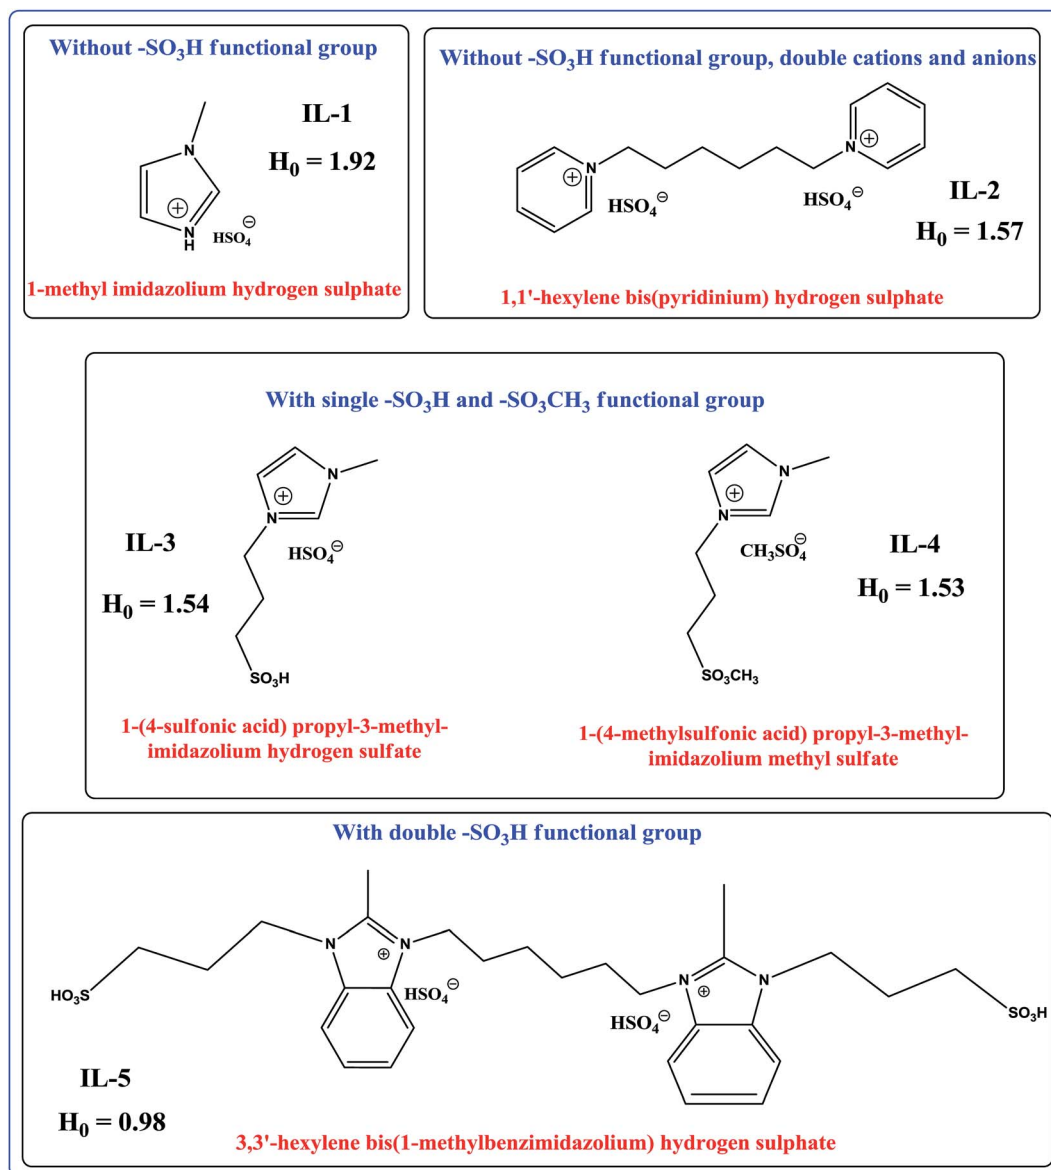 Without -SO₃H functional group
IL-1
H₀ = 1.92
N
N
H
⊕
HSO₄⊖
1-methyl imidazolium hydrogen sulphate
Without -SO₃H functional group, double cations and anions
N
⊕
HSO₄⊖
N
⊕
HSO₄⊖
IL-2
H₀ = 1.57
1,1'-hexylene bis(pyridinium) hydrogen sulphate
With single -SO₃H and -SO₃CH₃ functional group
N
⊕
N
HSO₄⊖
IL-3
H₀ = 1.54
SO₃H
1-(4-sulfonic acid) propyl-3-methyl-
imidazolium hydrogen sulfate
N
⊕
N
CH₃SO₄⊖
IL-4
H₀ = 1.53
SO₃CH₃
1-(4-methylsulfonic acid) propyl-3-methyl-
imidazolium methyl sulfate
With double -SO₃H functional group
HO₃S
N
⊕
N
HSO₄⊖
N
⊕
N
HSO₄⊖
SO₃H
IL-5
H₀ = 0.98
3,3'-hexylene bis(1-methylbenzimidazolium) hydrogen sulphate